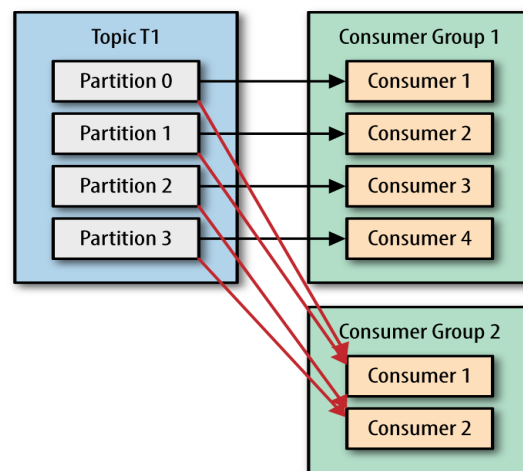 Topic T1
Partition 0
Partition 1
Partition 2
Partition 3
Consumer Group 1
Consumer 1
Consumer 2
Consumer 3
Consumer 4
Consumer Group 2
Consumer 1
Consumer 2